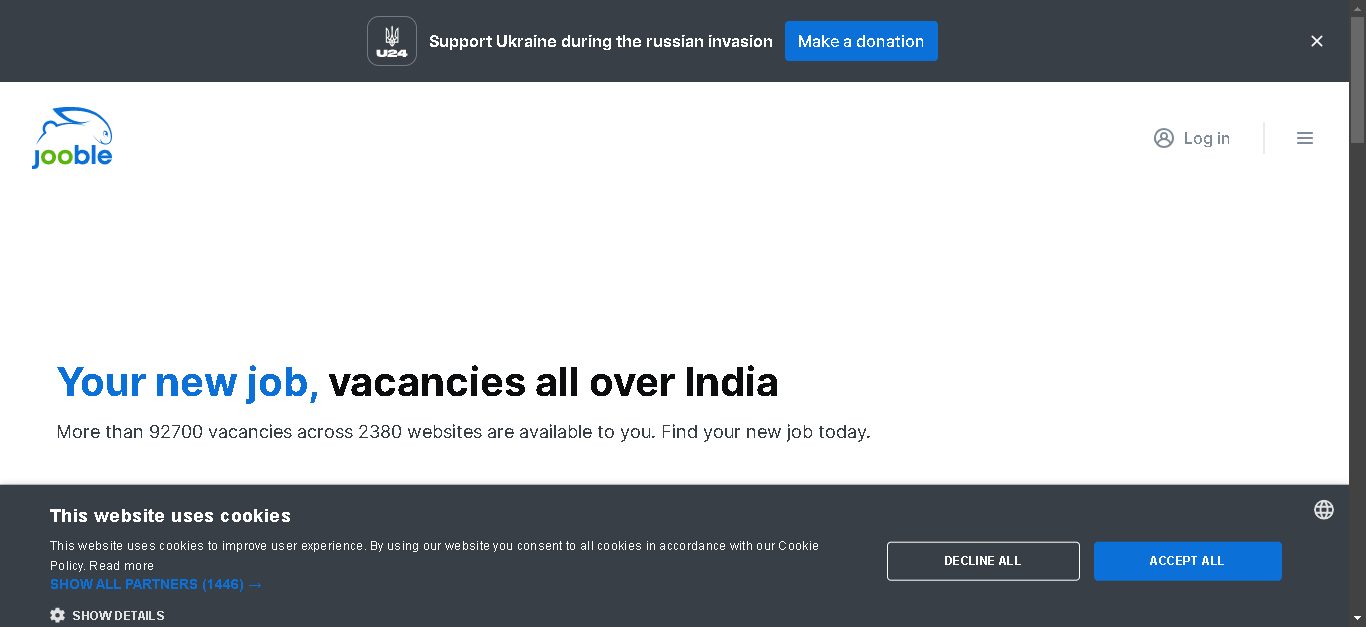 U24
Support Ukraine during the russian invasion
Make a donation
jooble
Log in
Your new job, vacancies all over India
More than 92700 vacancies across 2380 websites are available to you. Find your new job today.
This website uses cookies
This website uses cookies to improve user experience. By using our website you consent to all cookies in accordance with our Cookie
Policy. Read more
SHOW ALL PARTNERS (1446) →
SHOW DETAILS
DECLINE ALL
ACCEPT ALL